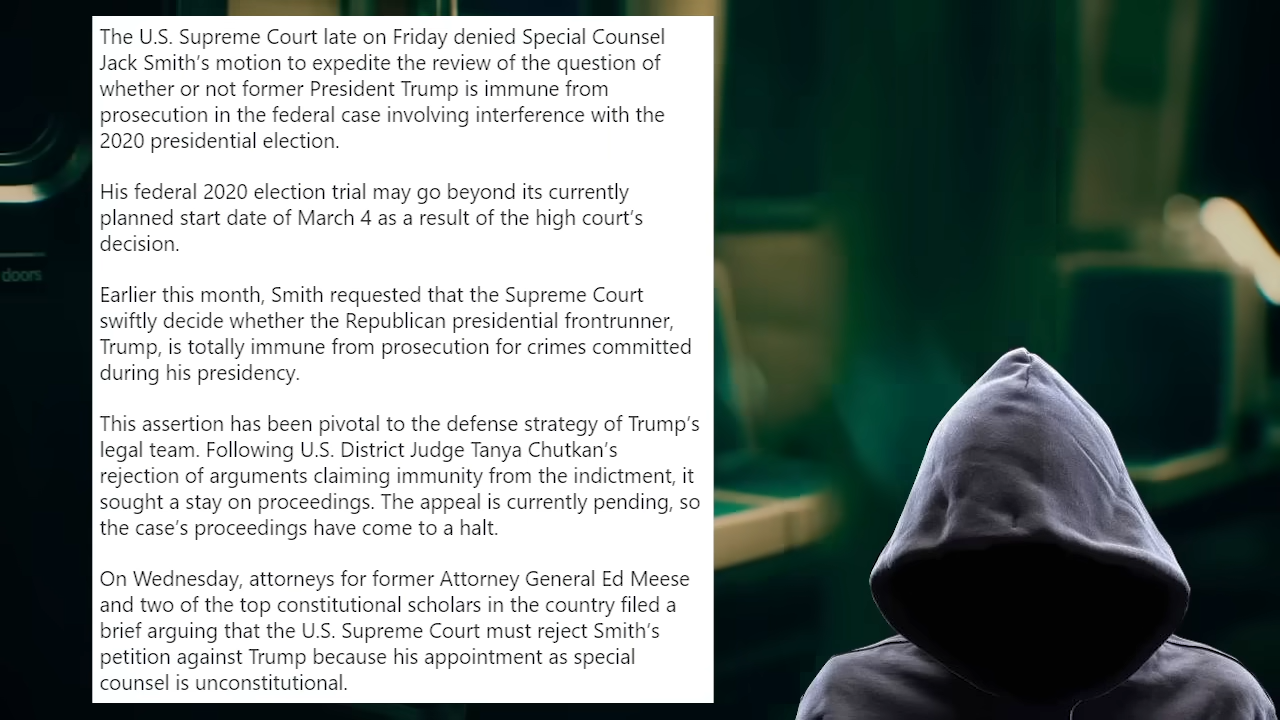 The U.S. Supreme Court late on Friday denied Special Counsel
Jack Smith's motion to expedite the review of the question of
whether or not former President Trump is immune from
prosecution in the federal case involving interference with the
2020 presidential election.
His federal 2020 election trial may go beyond its currently
planned start date of March 4 as a result of the high court's
decision.
Earlier this month, Smith requested that the Supreme Court
swiftly decide whether the Republican presidential frontrunner,
Trump, is totally immune from prosecution for crimes committed
during his presidency.
This assertion has been pivotal to the defense strategy of Trump's
legal team. Following U.S. District Judge Tanya Chutkan's
rejection of arguments claiming immunity from the indictment, it
sought a stay on proceedings. The appeal is currently pending, so
the case's proceedings have come to a halt.
On Wednesday, attorneys for former Attorney General Ed Meese
and two of the top constitutional scholars in the country filed a
brief arguing that the U.S. Supreme Court must reject Smith's
petition against Trump because his appointment as special
counsel is unconstitutional.
doors